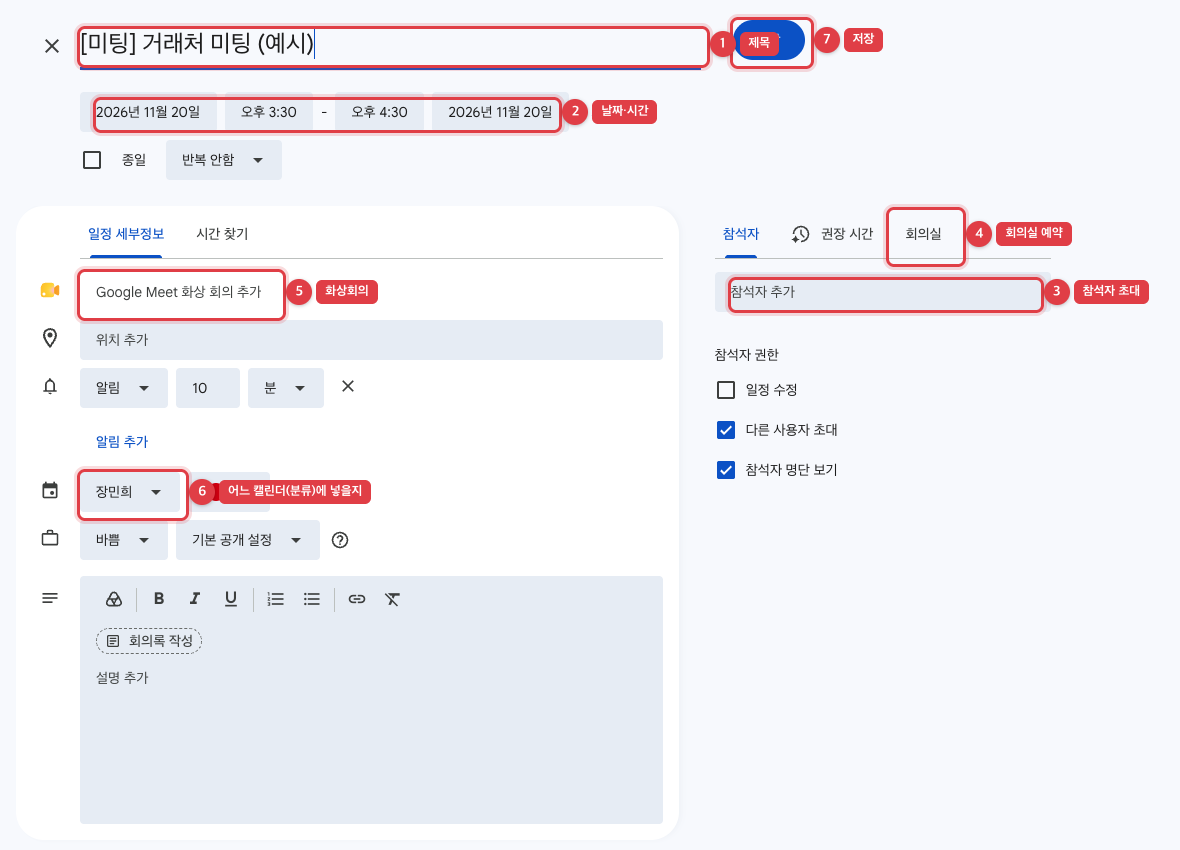 [미팅] 거래처 미팅 (예시)
1 제목
7 저장
2026년 11월 20일 오후 3:30 - 오후 4:30 2026년 11월 20일
2 날짜·시간
종일 반복 안함
일정 세부정보 시간 찾기
참석자 권장 시간 회의실
4 회의실 예약
Google Meet 화상 회의 추가
5 화상회의
참석자 추가
3 참석자 초대
위치 추가
알림 10 분
알림 추가
참석자 권한
일정 수정
다른 사용자 초대
참석자 명단 보기
장민희
6 어느 캘린더(분류)에 넣을지
바쁨 기본 공개 설정
B I U
회의록 작성
설명 추가